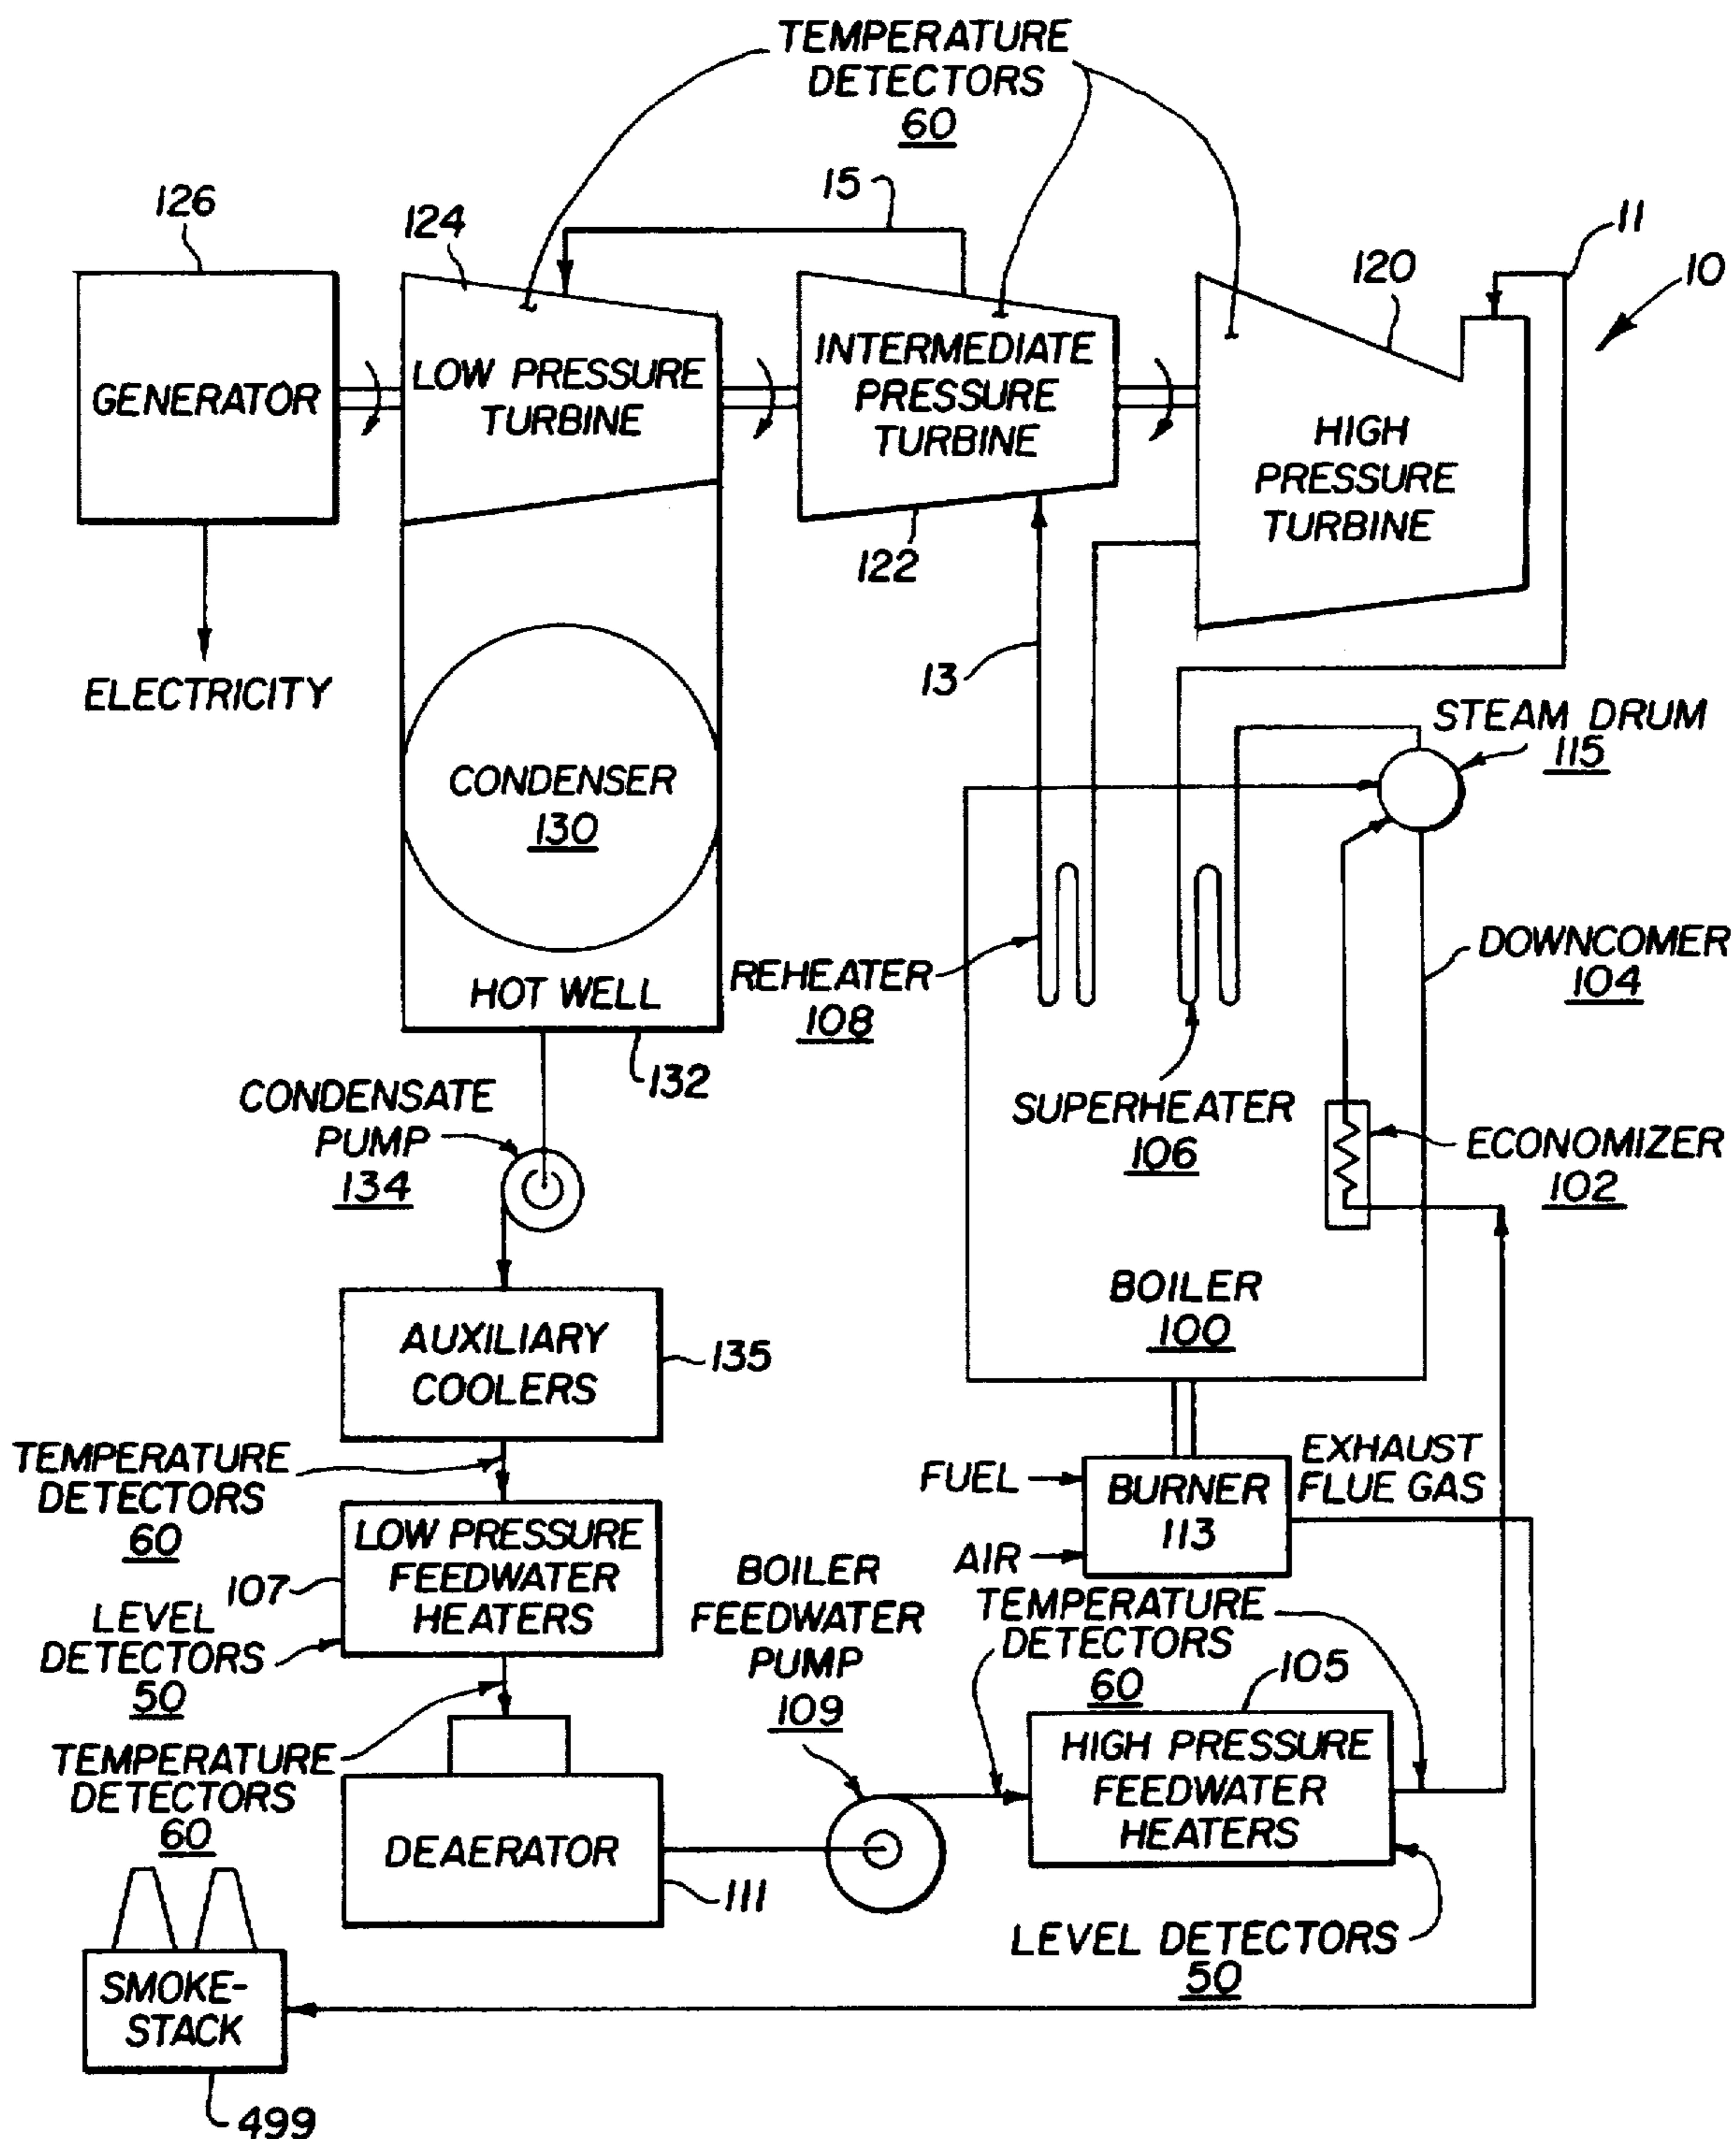 TEMPERATURE
DETECTORS
60
15
126
124
11
120
10
GENERATOR
LOW PRESSURE
TURBINE
INTERMEDIATE
PRESSURE
TURBINE
HIGH
PRESSURE
TURBINE
122
ELECTRICITY
13
STEAM DRUM
115
CONDENSER
130
HOT WELL
132
REHEATER
108
DOWNCOMER
104
SUPERHEATER
106
ECONOMIZER
102
CONDENSATE
PUMP
134
BOILER
100
AUXILIARY
COOLERS
135
TEMPERATURE
DETECTORS
60
FUEL
AIR
BURNER
113
EXHAUST
FLUE GAS
LOW PRESSURE
FEEDWATER
HEATERS
107
LEVEL
DETECTORS
50
BOILER
FEEDWATER
PUMP
109
TEMPERATURE
DETECTORS
60
105
HIGH PRESSURE
FEEDWATER
HEATERS
TEMPERATURE
DETECTORS
60
DEAERATOR
111
LEVEL DETECTORS
50
SMOKE-
STACK
499